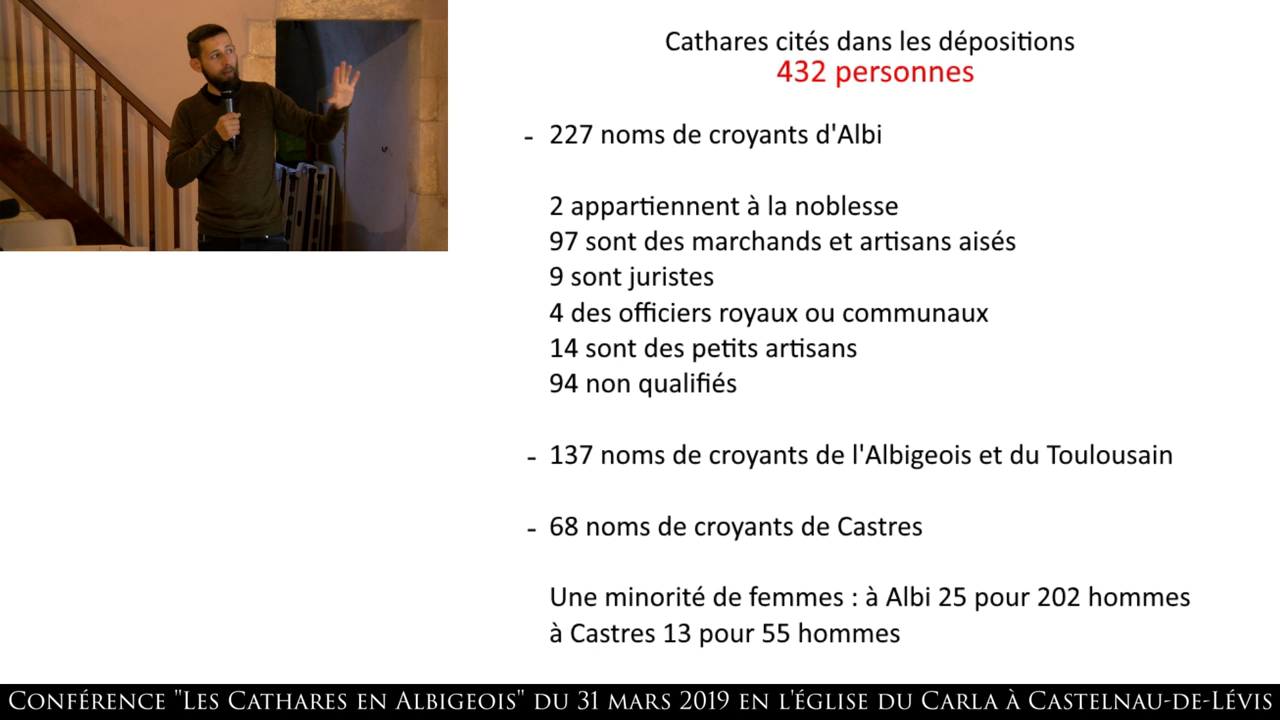 Cathares cités dans les dépositions
432 personnes
- 227 noms de croyants d'Albi
2 appartiennent à la noblesse
97 sont des marchands et artisans aisés
9 sont juristes
4 des officiers royaux ou communaux
14 sont des petits artisans
94 non qualifiés
- 137 noms de croyants de l'Albigeois et du Toulousain
- 68 noms de croyants de Castres
Une minorité de femmes : à Albi 25 pour 202 hommes
à Castres 13 pour 55 hommes
Conférence "Les Cathares en Albigeois" du 31 mars 2019 en l'église du Carla à Castelnau-de-Lévis